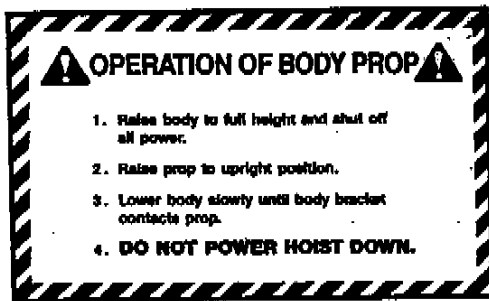 OPERATION OF BODY PROP
1. Raise body to full height and shut off
all power.
2. Raise prop to upright position.
3. Lower body slowly until body bracket
contacts prop.
4. DO NOT POWER HOIST DOWN.